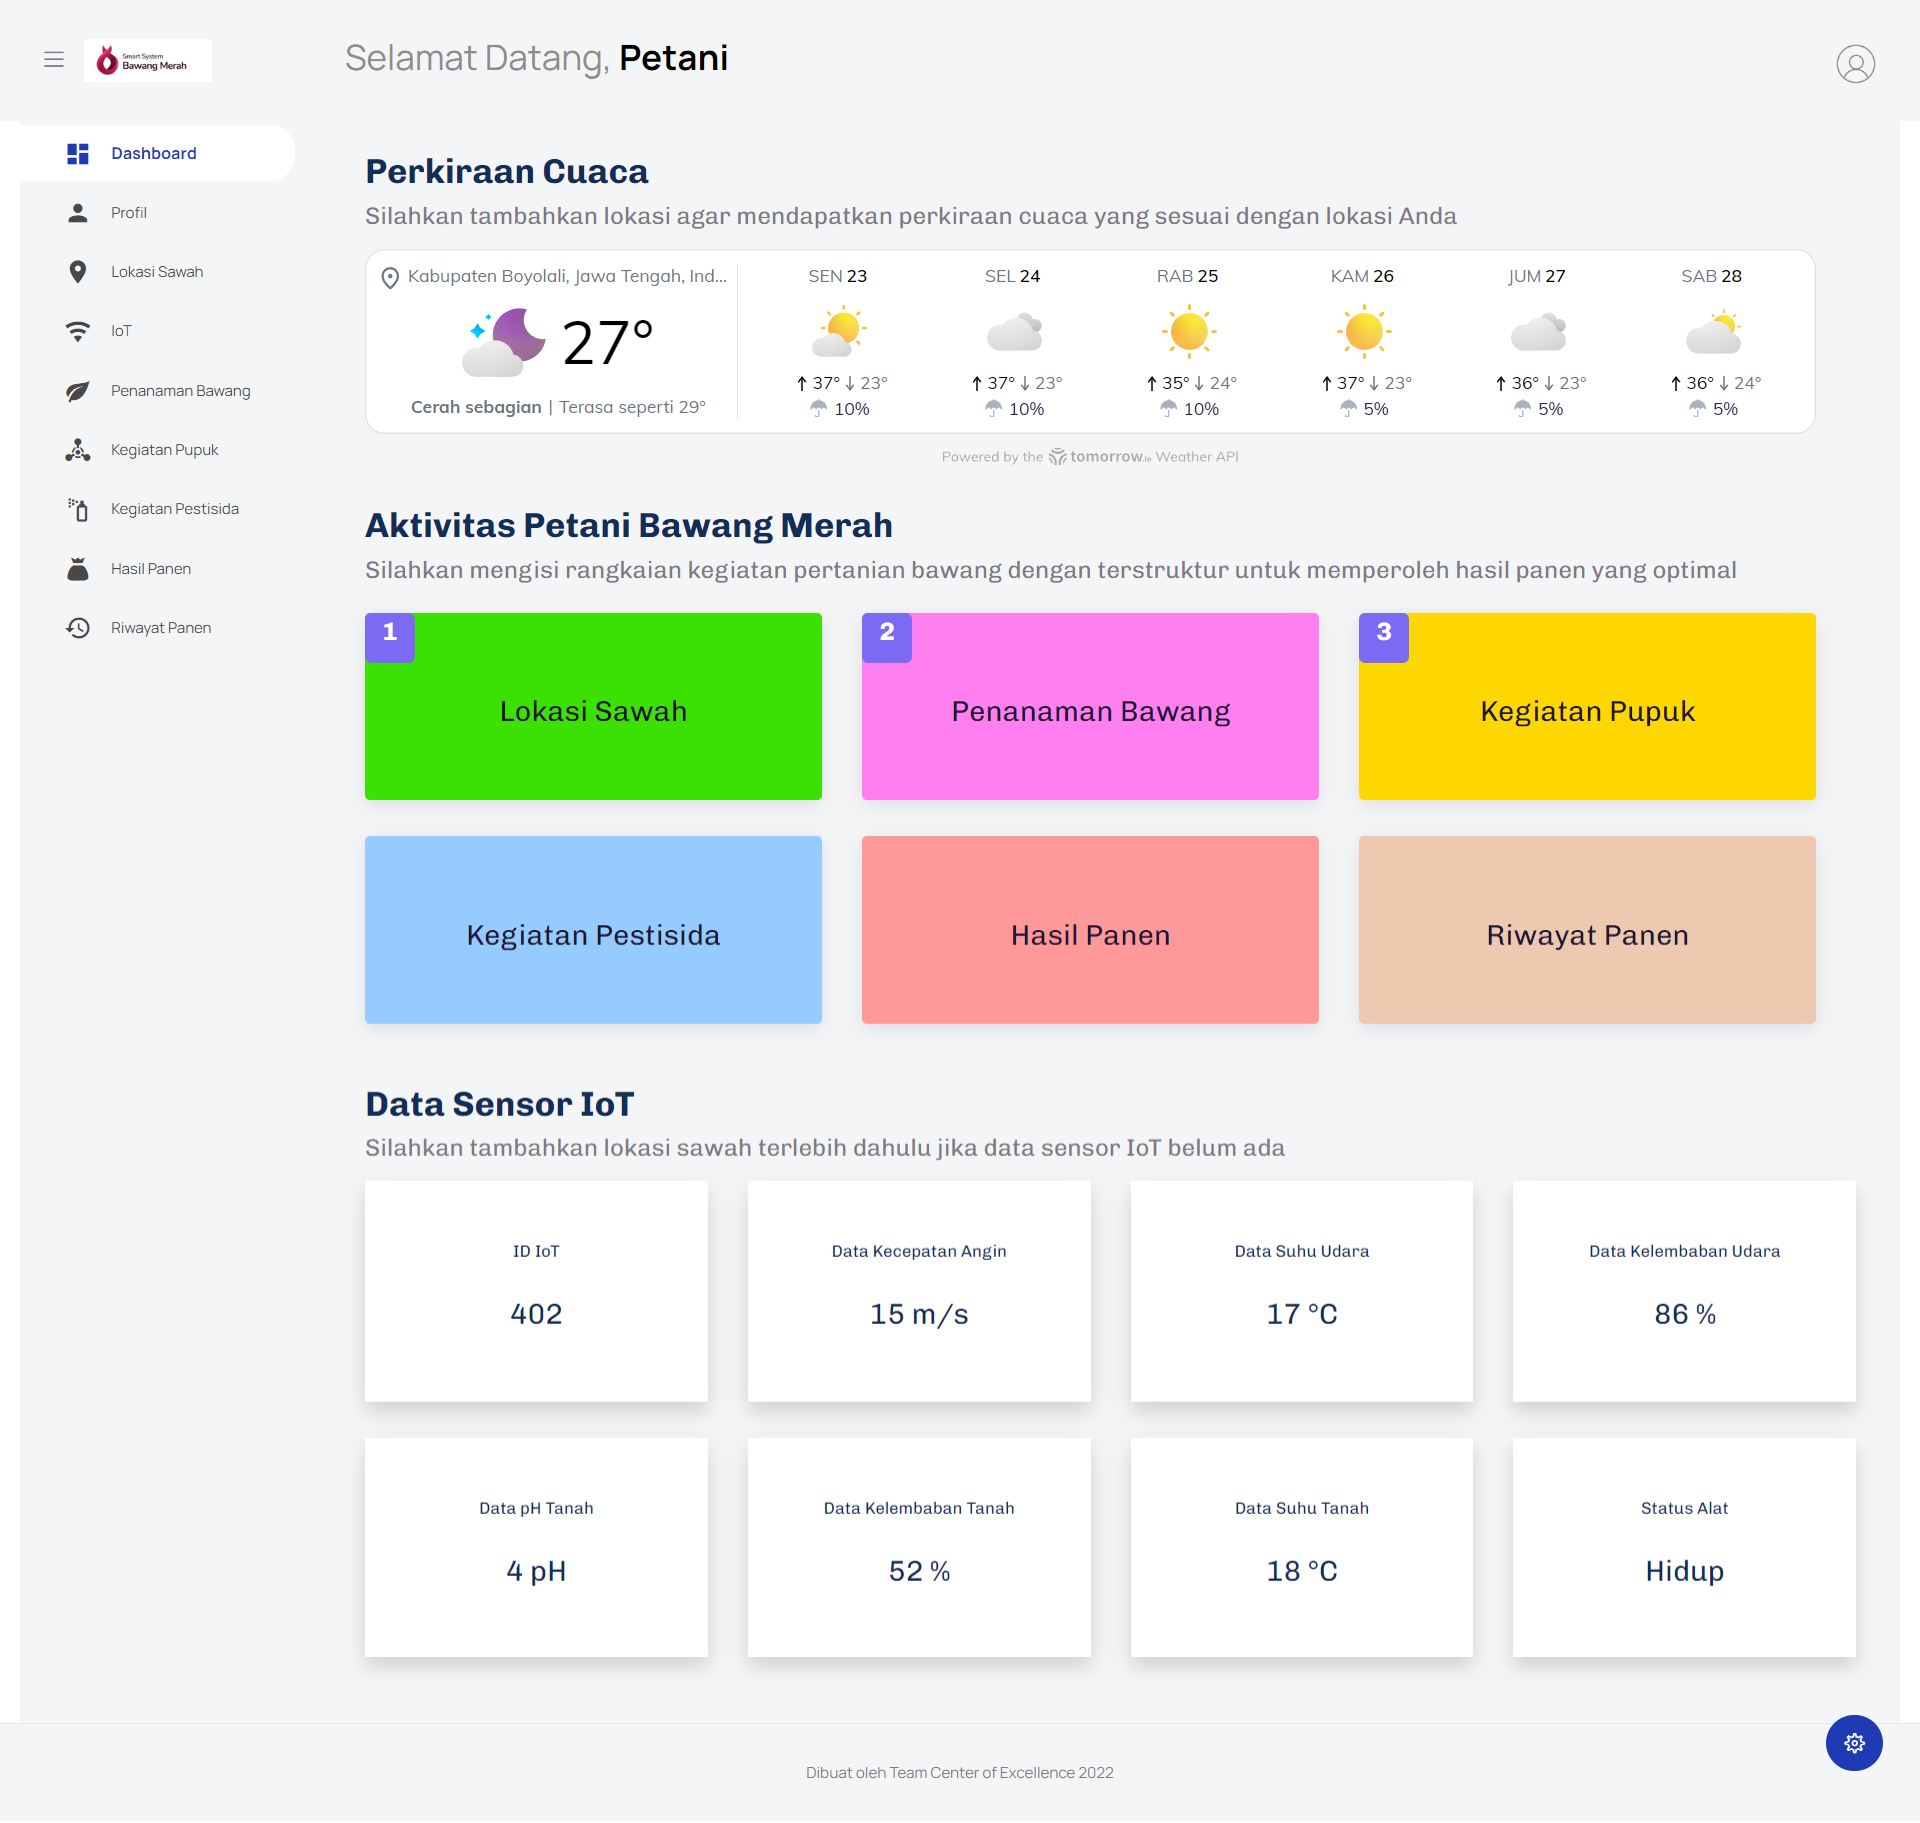 Smart System
Bawang Merah
Selamat Datang, Petani
Dashboard
Profil
Lokasi Sawah
IoT
Penanaman Bawang
Kegiatan Pupuk
Kegiatan Pestisida
Hasil Panen
Riwayat Panen
Perkiraan Cuaca
Silahkan tambahkan lokasi agar mendapatkan perkiraan cuaca yang sesuai dengan lokasi Anda
Kabupaten Boyolali, Jawa Tengah, Ind...
27°
Cerah sebagian | Terasa seperti 29°
SEN 23
↑ 37° ↓ 23°
10%
SEL 24
↑ 37° ↓ 23°
10%
RAB 25
↑ 35° ↓ 24°
10%
KAM 26
↑ 37° ↓ 23°
5%
JUM 27
↑ 36° ↓ 23°
5%
SAB 28
↑ 36° ↓ 24°
5%
Powered by the tomorrow.io Weather API
Aktivitas Petani Bawang Merah
Silahkan mengisi rangkaian kegiatan pertanian bawang dengan terstruktur untuk memperoleh hasil panen yang optimal
1
Lokasi Sawah
2
Penanaman Bawang
3
Kegiatan Pupuk
Kegiatan Pestisida
Hasil Panen
Riwayat Panen
Data Sensor IoT
Silahkan tambahkan lokasi sawah terlebih dahulu jika data sensor IoT belum ada
ID IoT
402
Data Kecepatan Angin
15 m/s
Data Suhu Udara
17 °C
Data Kelembaban Udara
86 %
Data pH Tanah
4 pH
Data Kelembaban Tanah
52 %
Data Suhu Tanah
18 °C
Status Alat
Hidup
Dibuat oleh Team Center of Excellence 2022